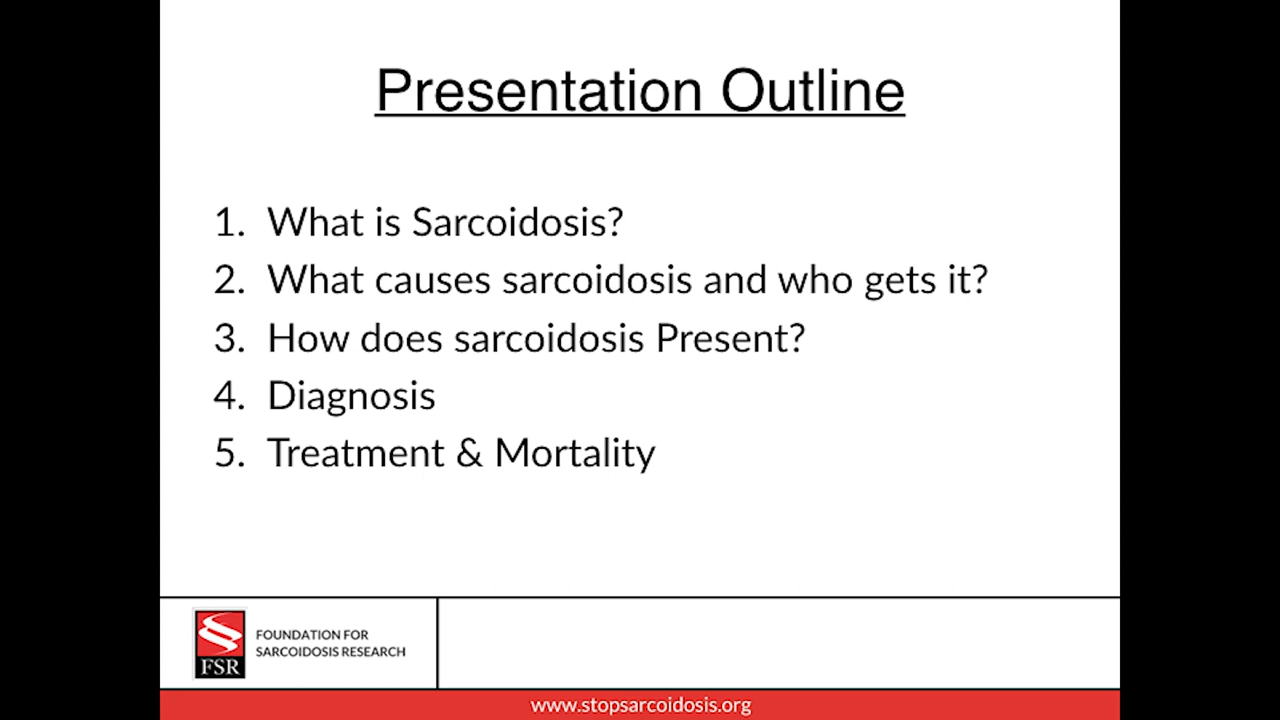 Presentation Outline
1. What is Sarcoidosis?
2. What causes sarcoidosis and who gets it?
3. How does sarcoidosis Present?
4. Diagnosis
5. Treatment & Mortality
FSR
FOUNDATION FOR
SARCOIDOSIS RESEARCH
www.stopsarcoidosis.org